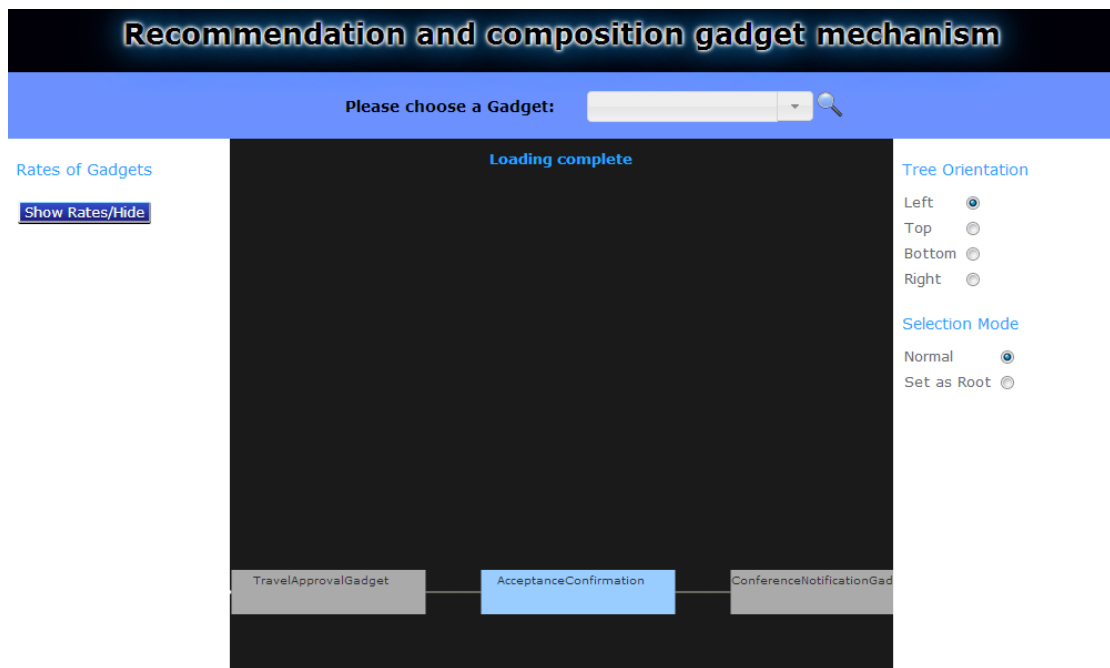 Recommendation and composition gadget mechanism
Please choose a Gadget:
Rates of Gadgets
Show Rates/Hide
Loading complete
TravelApprovalGadget
AcceptanceConfirmation
ConferenceNotificationGad
Tree Orientation
Left
Top
Bottom
Right
Selection Mode
Normal
Set as Root